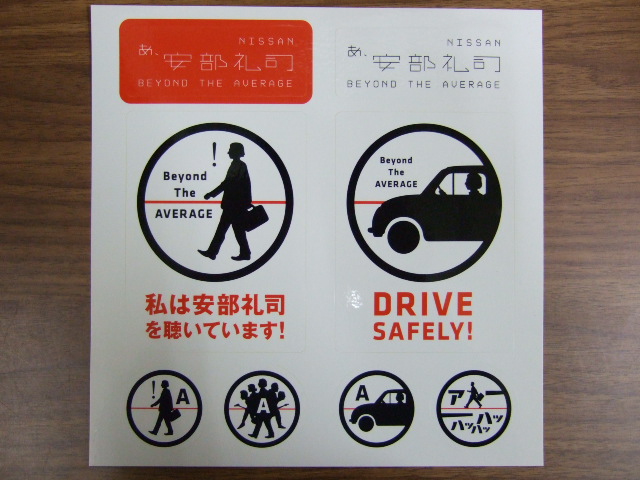 NISSAN
あ、安部礼司
BEYOND THE AVERAGE
NISSAN
あ、安部礼司
BEYOND THE AVERAGE
!
Beyond
The
AVERAGE
私は安部礼司
を聴いています!
Beyond
The
AVERAGE
DRIVE
SAFELY!
! A
A
A
ア
ハッハッ
ハッ